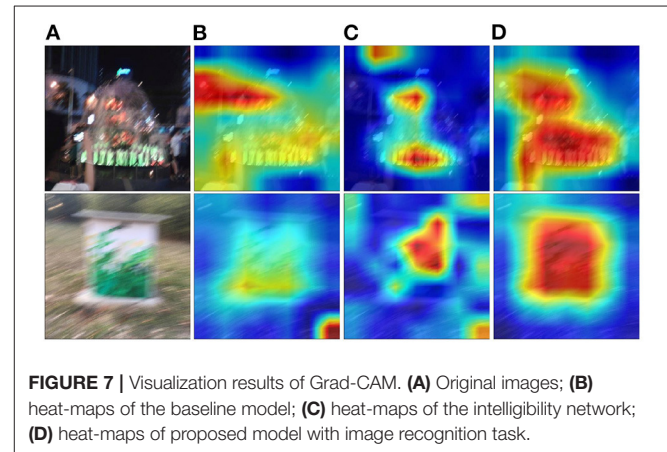 A B C D
FIGURE 7 | Visualization results of Grad-CAM. (A) Original images; (B)
heat-maps of the baseline model; (C) heat-maps of the intelligibility network;
(D) heat-maps of proposed model with image recognition task.